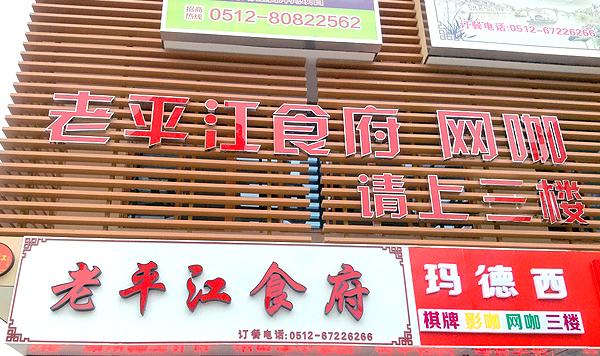 招商
热线 0512-80822562
订餐电话:0512-67226266
老平江食府 网咖
请上三楼
老平江食府
订餐电话:0512-67226266
玛德西
棋牌 影咖 网咖 三楼